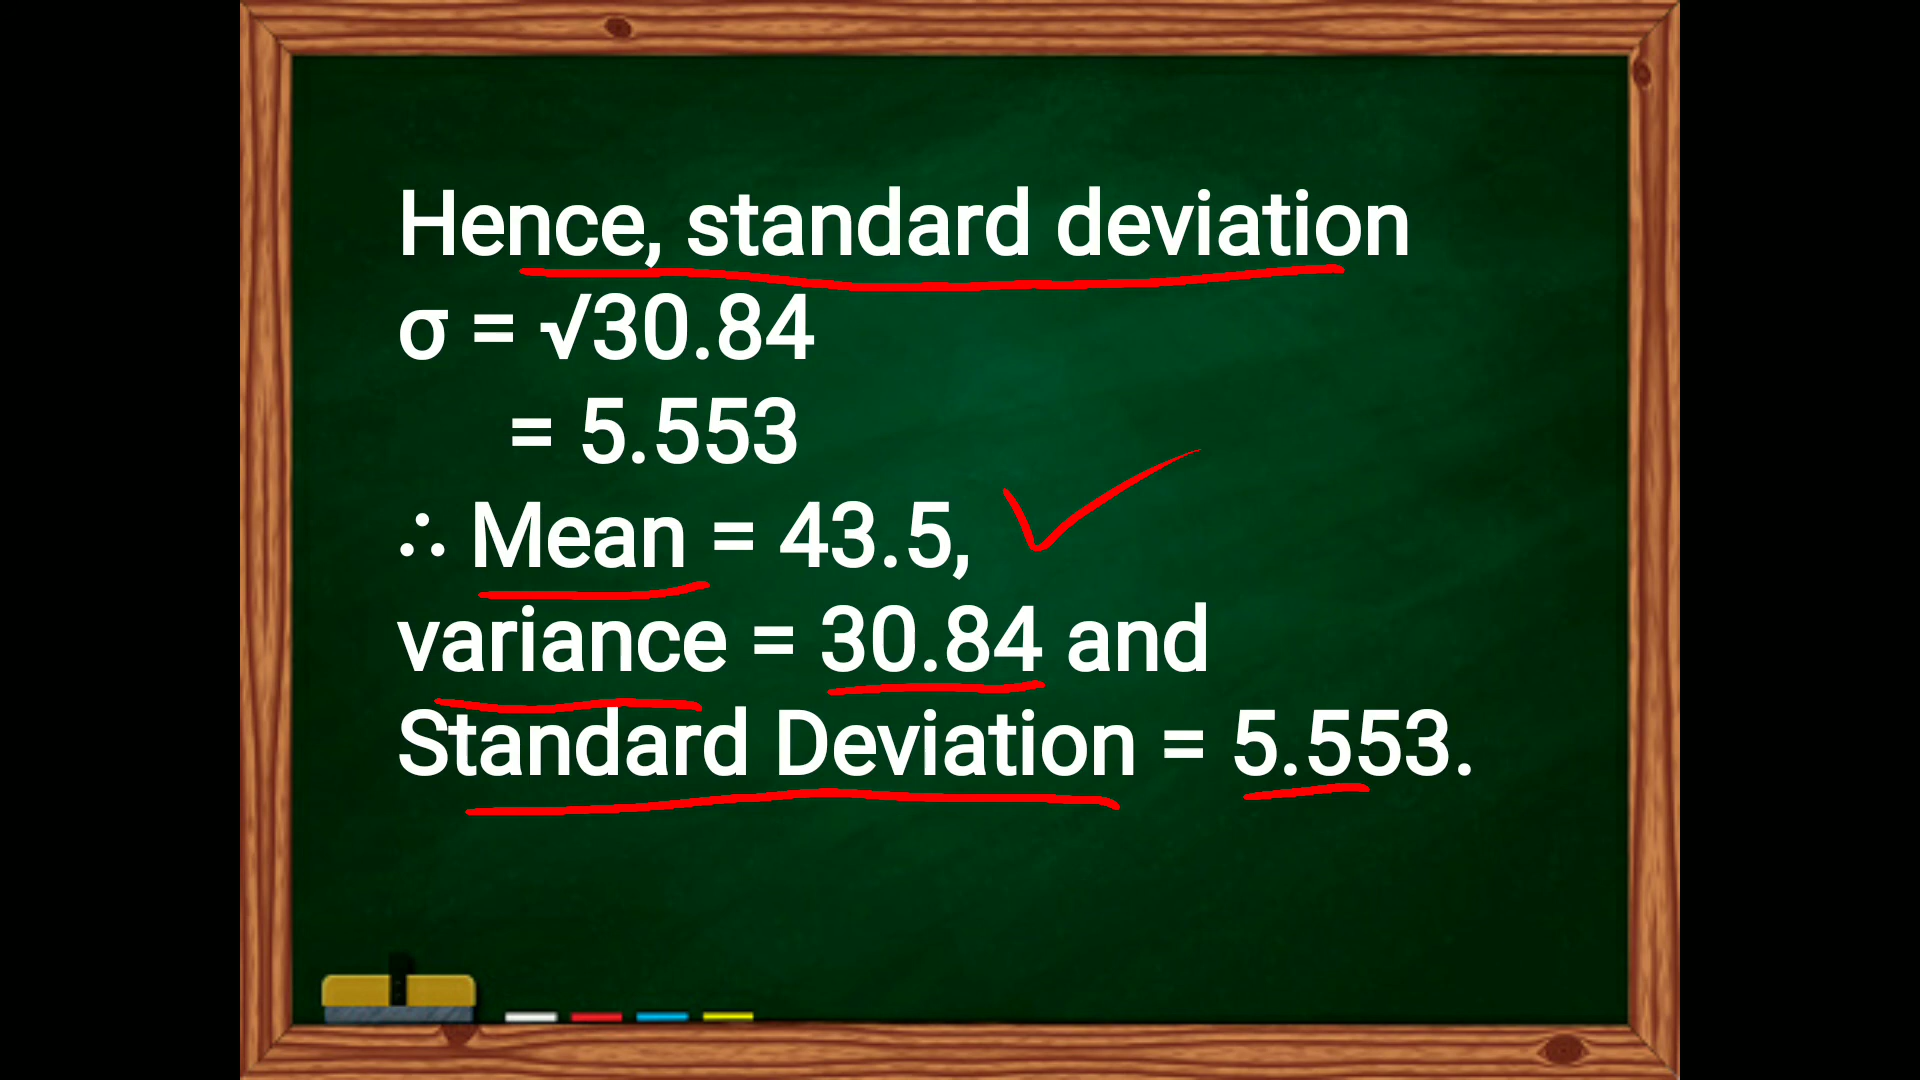 Hence, standard deviation
σ = √30.84
= 5.553
∴ Mean = 43.5,
variance = 30.84 and
Standard Deviation = 5.553.